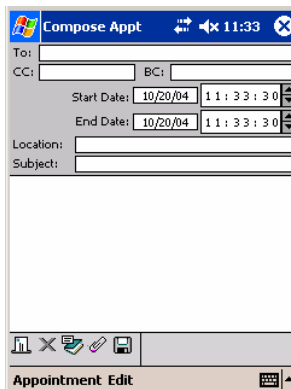 Compose Appt 11:33
To:
CC: BC:
Start Date: 10/20/04 11:33:30
End Date: 10/20/04 11:33:30
Location:
Subject:
Appointment Edit